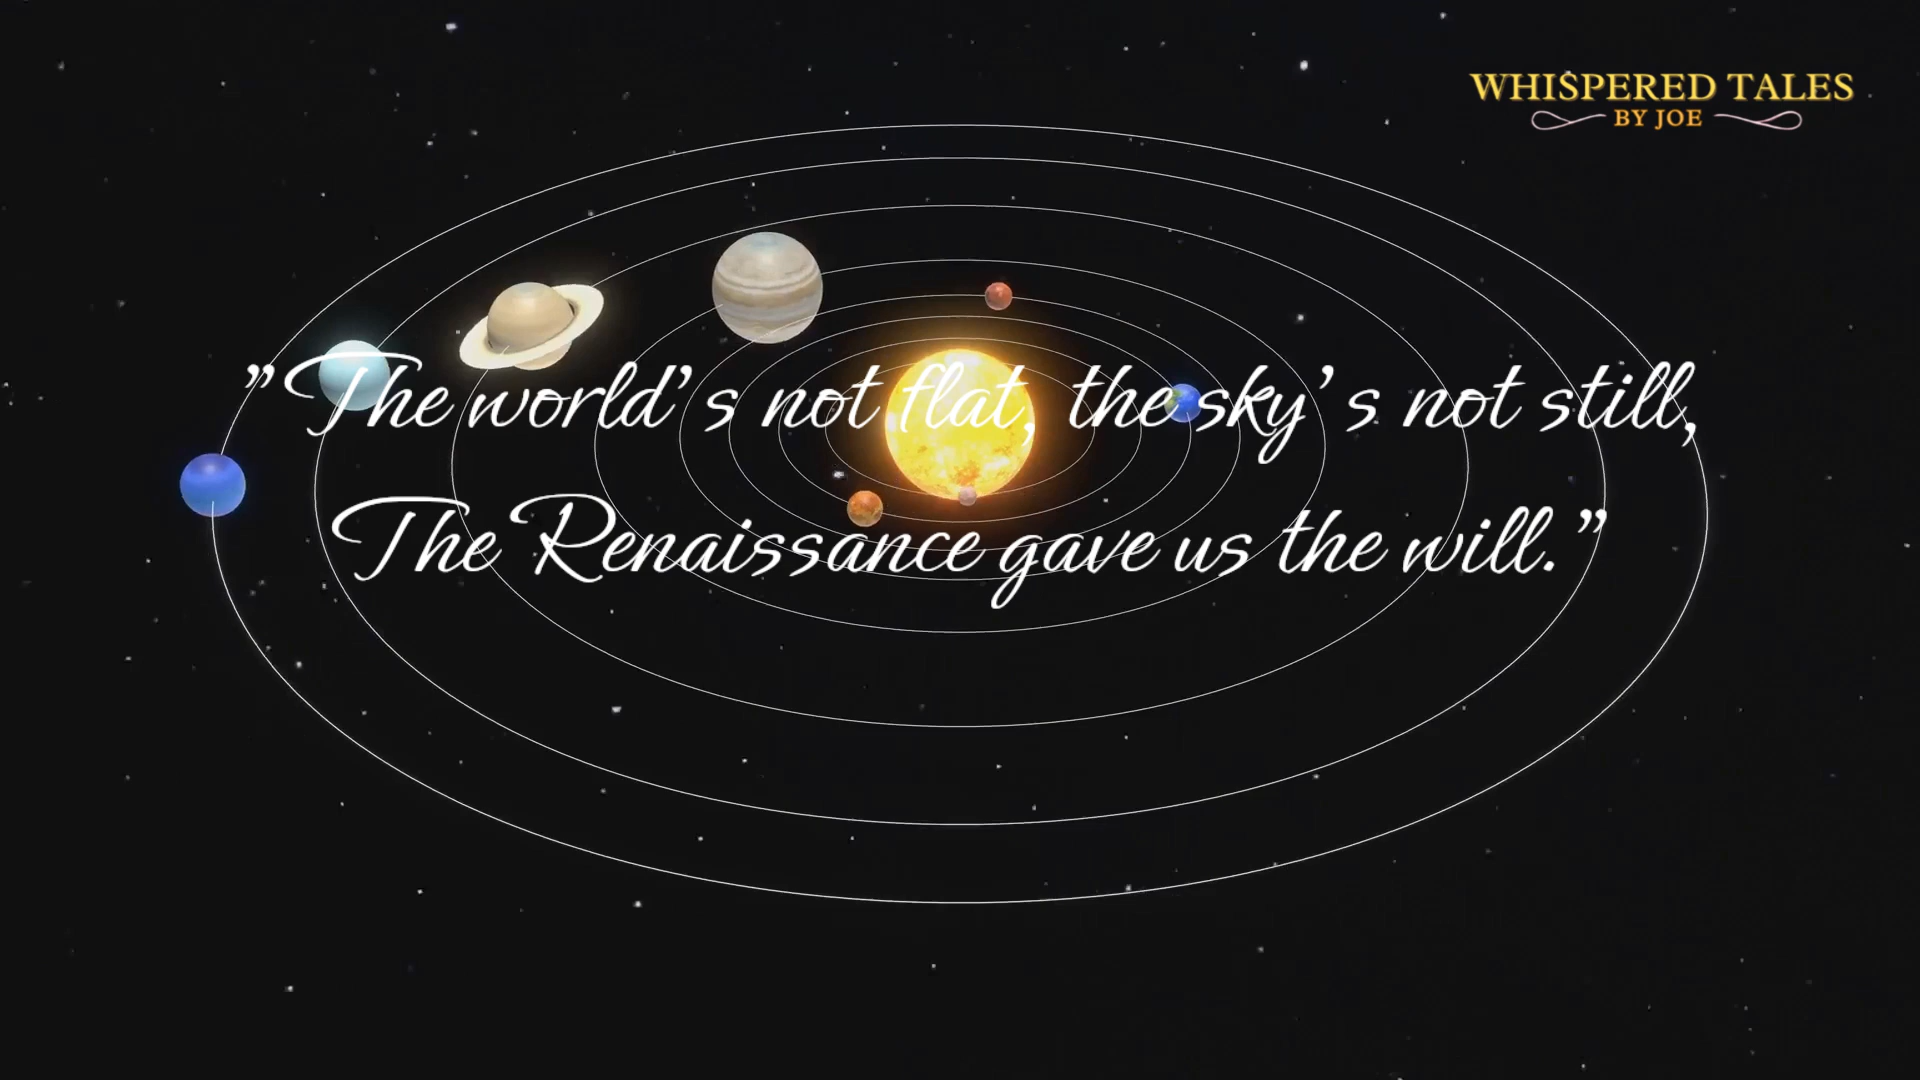 WHISPERED TALES
BY JOE
"The world's not flat, the sky's not still,
The Renaissance gave us the will."